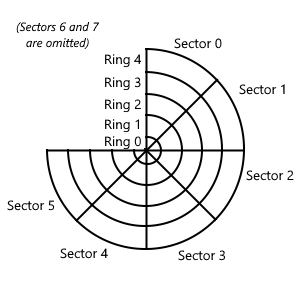 (Sectors 6 and 7
are omitted)
Sector 0
Ring 4
Ring 3
Sector 1
Ring 2
Ring 1
Ring 0
Sector 2
Sector 5
Sector 4
Sector 3